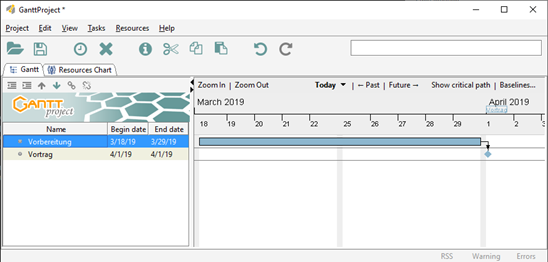 GanttProject *
Project Edit View Tasks Resources Help
Gantt Resources Chart
Zoom In | Zoom Out Today | ← Past | Future → Show critical path | Baselines...
GANTT project
March 2019 April 2019
Vortrag
Name Begin date End date
18 19 20 21 22 25 26 27 28 29 1 2 3
Vorbereitung 3/18/19 3/29/19
Vortrag 4/1/19 4/1/19
RSS Warning Errors